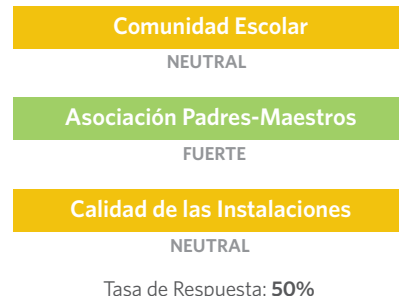 Comunidad Escolar
NEUTRAL
Asociación Padres-Maestros
FUERTE
Calidad de las Instalaciones
NEUTRAL
Tasa de Respuesta: 50%